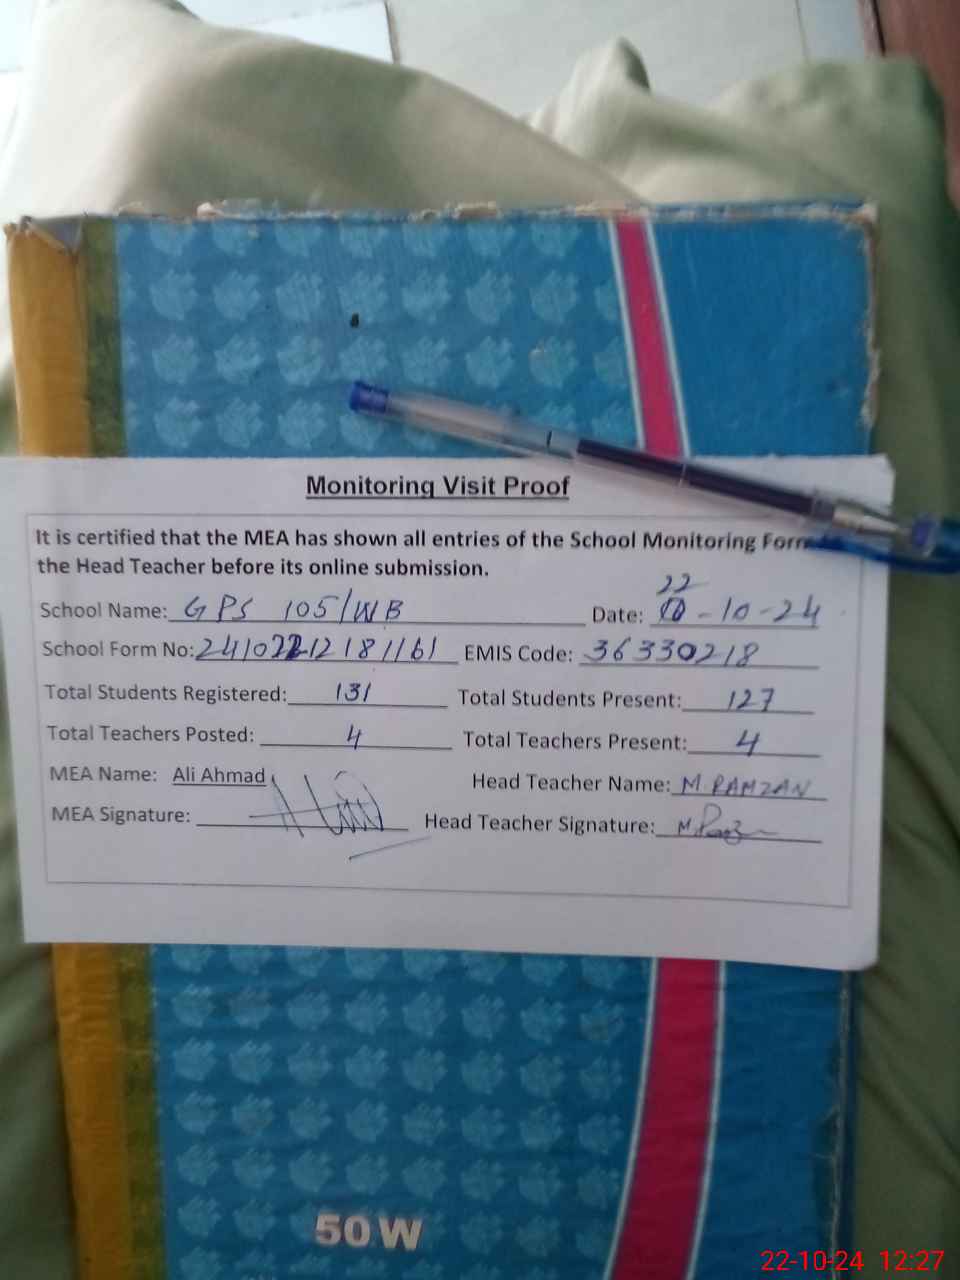 Monitoring Visit Proof
It is certified that the MEA has shown all entries of the School Monitoring Form
the Head Teacher before its online submission.
School Name: GPS 105/WB Date: 22-10-24
School Form No: 24102212181161 EMIS Code: 36330218
Total Students Registered: 131 Total Students Present: 127
Total Teachers Posted: 4 Total Teachers Present: 4
MEA Name: Ali Ahmad Head Teacher Name: M. RAMZAN
MEA Signature: Head Teacher Signature:
50 W
22-10-24 12:27